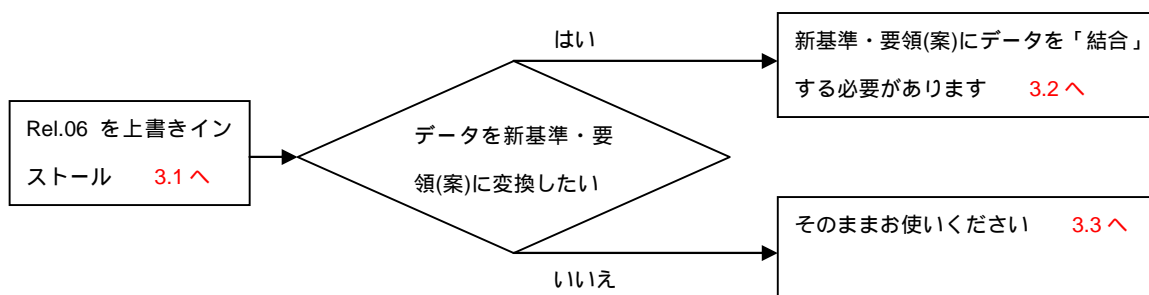 Rel.06 を上書きイン
ストール 3.1 へ
データを新基準・要
領(案)に変換したい
はい
新基準・要領(案)にデータを「結合」
する必要があります 3.2 へ
いいえ
そのままお使いください 3.3 へ